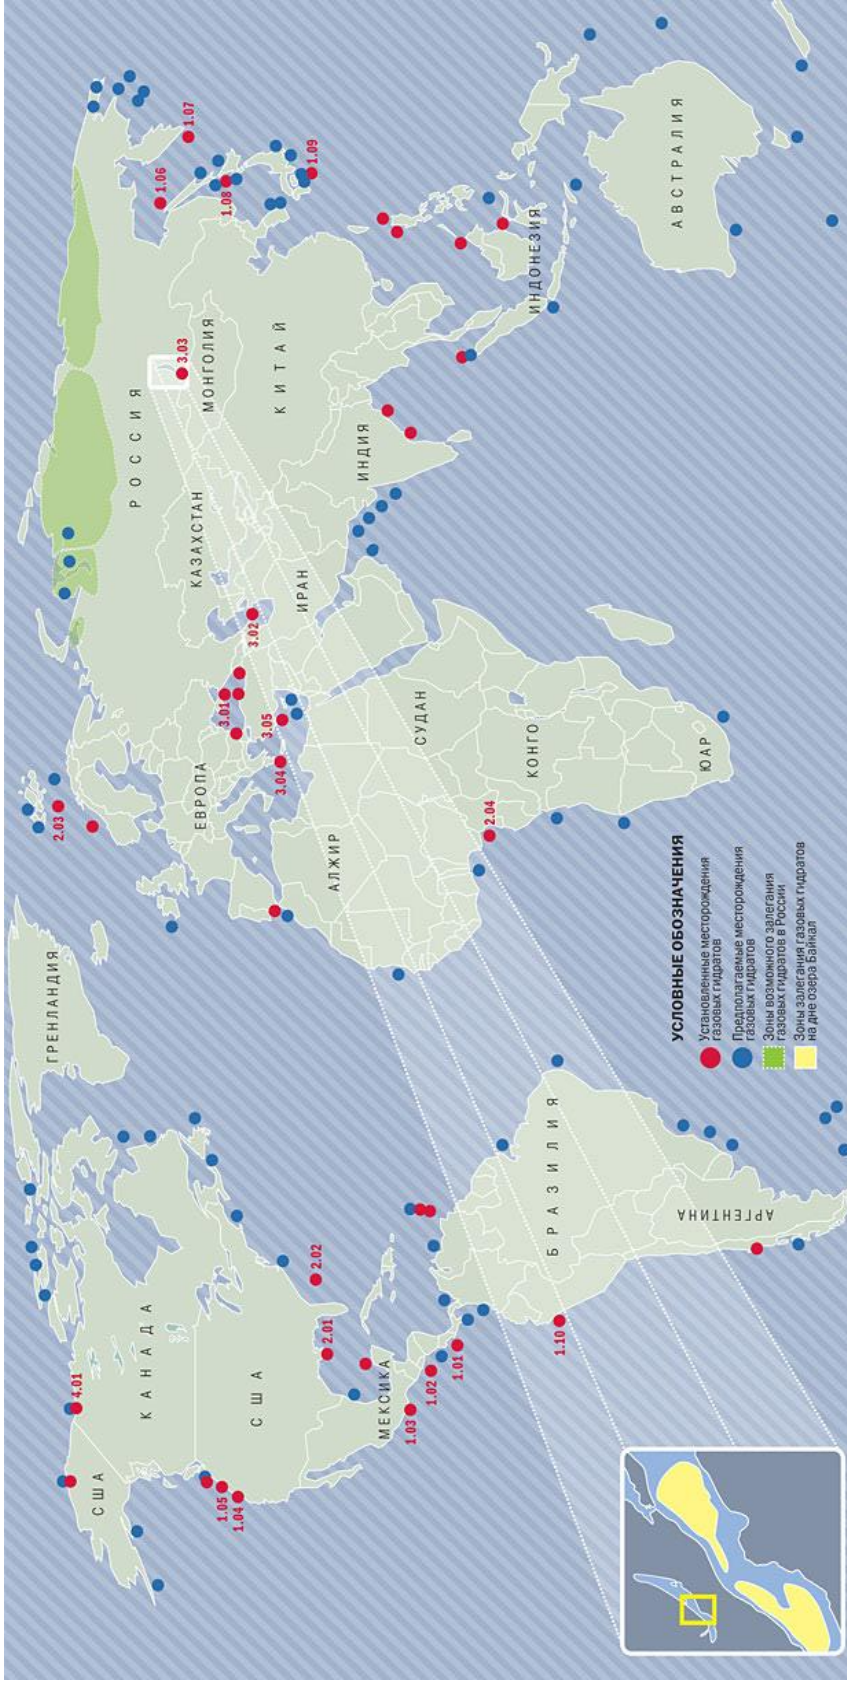 ГРЕНЛАНДИЯ
США
4.01
КАНАДА
США
1.05
1.04
2.02
2.01
МЕКСИКА
1.03
1.02
1.01
1.10
БРАЗИЛИЯ
АРГЕНТИНА
2.03
ЕВРОПА
3.01
3.02
3.04
3.05
АЛЖИР
СУДАН
2.04
КОНГО
ЮАР
РОССИЯ
КАЗАХСТАН
ИРАН
3.03
МОНГОЛИЯ
КИТАЙ
ИНДИЯ
1.06
1.07
1.08
1.09
ИНДОНЕЗИЯ
АВСТРАЛИЯ
УСЛОВНЫЕ ОБОЗНАЧЕНИЯ
Установленные месторождения
газовых гидратов
Предполагаемые месторождения
газовых гидратов
Зоны возможного залегания
газовых гидратов в России
Зоны залегания газовых гидратов
на дне озера Байкал